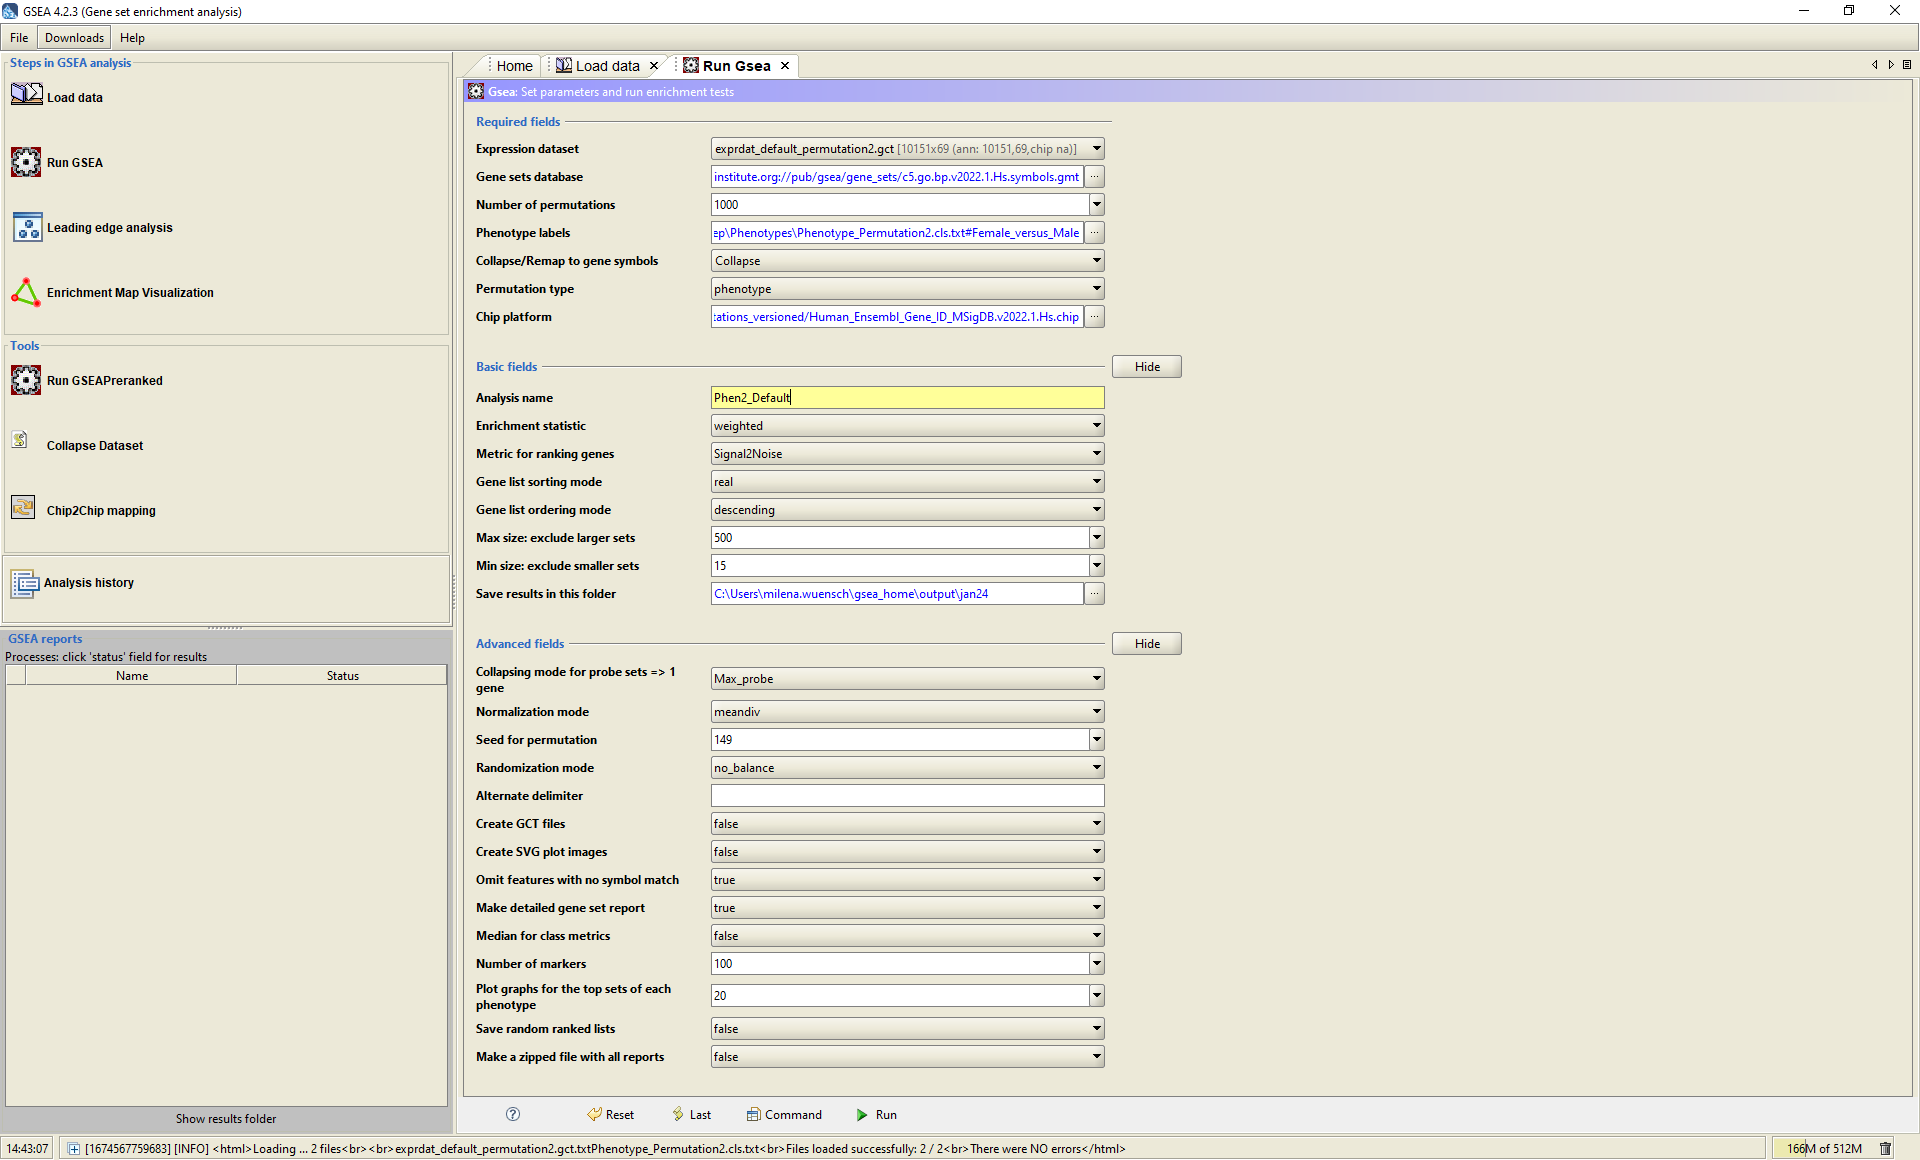 GSEA 4.2.3 (Gene set enrichment analysis)
File Downloads Help
Steps in GSEA analysis
Load data
Run GSEA
Leading edge analysis
Enrichment Map Visualization
Tools
Run GSEAPreranked
Collapse Dataset
Chip2Chip mapping
Analysis history
GSEA reports
Processes: click 'status' field for results
Name Status
Show results folder
Home Load data Run Gsea
Gsea: Set parameters and run enrichment tests
Required fields
Expression dataset exprdat_default_permutation2.gct [10151x69 (ann: 10151,69,chip na)]
Gene sets database institute.org://pub/gsea/gene_sets/c5.go.bp.v2022.1.Hs.symbols.gmt ...
Number of permutations 1000
Phenotype labels ep\Phenotypes\Phenotype_Permutation2.cls.txt#Female_versus_Male ...
Collapse/Remap to gene symbols Collapse
Permutation type phenotype
Chip platform tations_versioned/Human_Ensembl_Gene_ID_MSigDB.v2022.1.Hs.chip ...
Basic fields Hide
Analysis name Phen2_Default
Enrichment statistic weighted
Metric for ranking genes Signal2Noise
Gene list sorting mode real
Gene list ordering mode descending
Max size: exclude larger sets 500
Min size: exclude smaller sets 15
Save results in this folder C:\Users\milena.wuensch\gsea_home\output\jan24 ...
Advanced fields Hide
Collapsing mode for probe sets => 1
gene Max_probe
Normalization mode meandiv
Seed for permutation 149
Randomization mode no_balance
Alternate delimiter
Create GCT files false
Create SVG plot images false
Omit features with no symbol match true
Make detailed gene set report true
Median for class metrics false
Number of markers 100
Plot graphs for the top sets of each
phenotype 20
Save random ranked lists false
Make a zipped file with all reports false
? Reset Last Command Run
14:43:07 [1674567759683] [INFO] <html>Loading ... 2 files<br><br>exprdat_default_permutation2.gct.txtPhenotype_Permutation2.cls.txt<br>Files loaded successfully: 2 / 2<br>There were NO errors</html> 166M of 512M